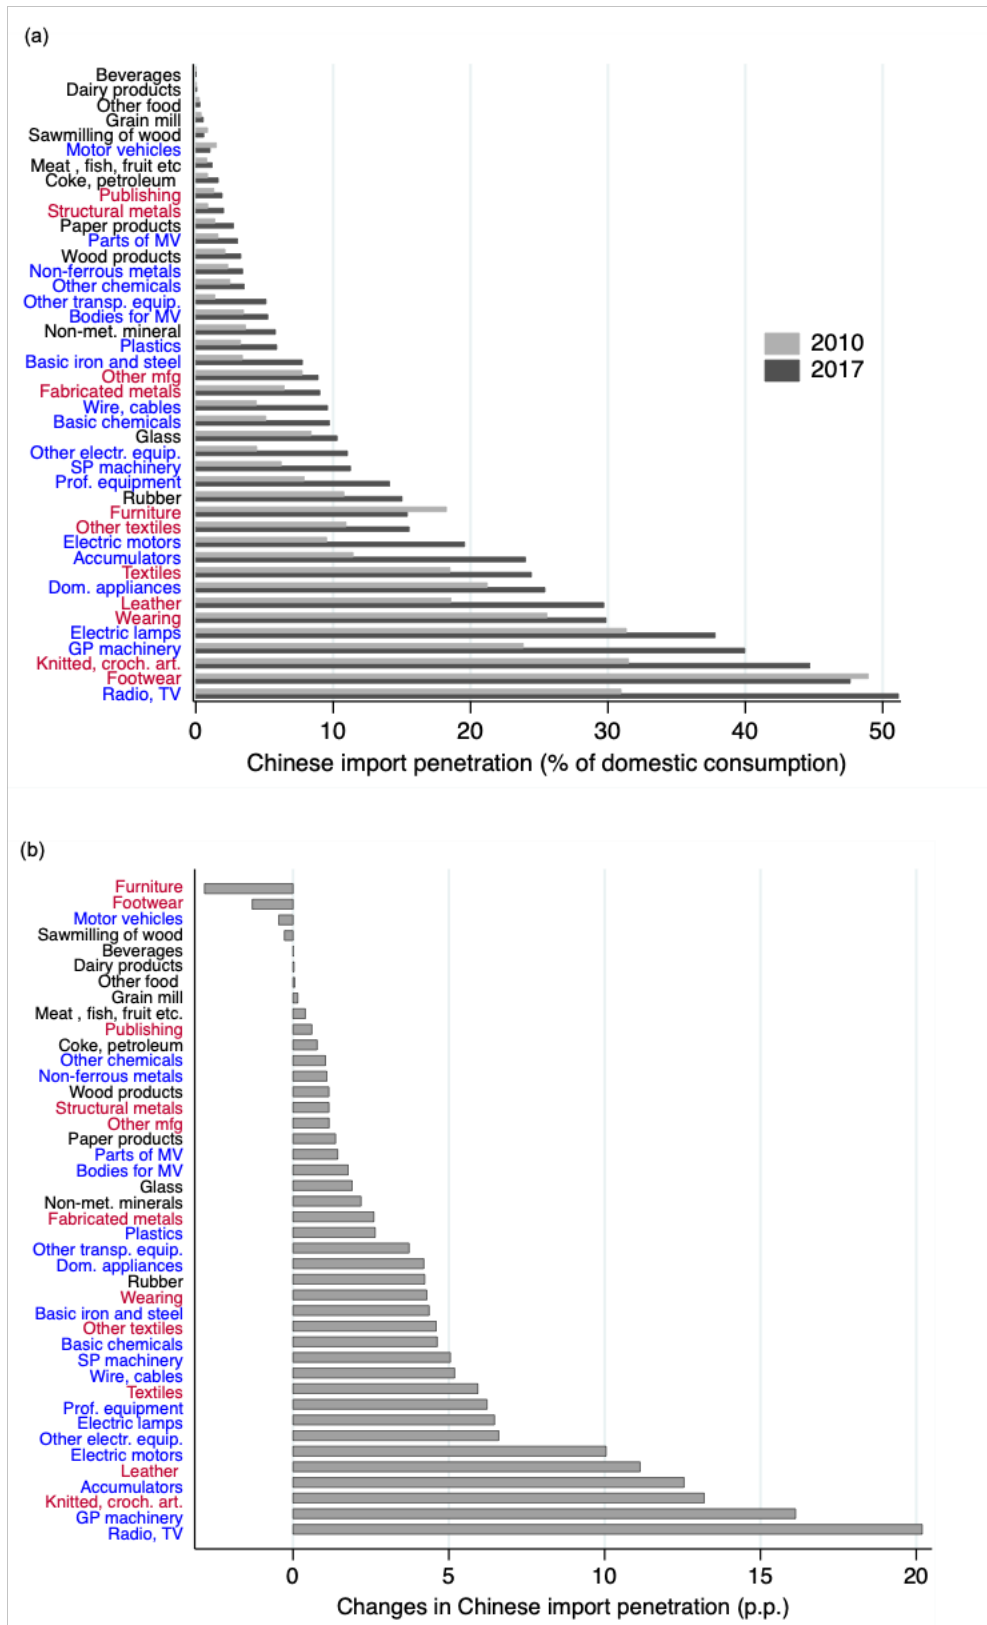 (a)
Beverages
Dairy products
Other food
Grain mill
Sawmilling of wood
Motor vehicles
Meat , fish, fruit etc
Coke, petroleum
Publishing
Structural metals
Paper products
Parts of MV
Wood products
Non-ferrous metals
Other chemicals
Other transp. equip.
Bodies for MV
Non-met. mineral
Plastics
Basic iron and steel
Other mfg
Fabricated metals
Wire, cables
Basic chemicals
Glass
Other electr. equip.
SP machinery
Prof. equipment
Rubber
Furniture
Other textiles
Electric motors
Accumulators
Textiles
Dom. appliances
Leather
Wearing
Electric lamps
GP machinery
Knitted, croch. art.
Footwear
Radio, TV
2010
2017
0 10 20 30 40 50
Chinese import penetration (% of domestic consumption)
(b)
Furniture
Footwear
Motor vehicles
Sawmilling of wood
Beverages
Dairy products
Other food
Grain mill
Meat , fish, fruit etc.
Publishing
Coke, petroleum
Other chemicals
Non-ferrous metals
Wood products
Structural metals
Other mfg
Paper products
Parts of MV
Bodies for MV
Glass
Non-met. minerals
Fabricated metals
Plastics
Other transp. equip.
Dom. appliances
Rubber
Wearing
Basic iron and steel
Other textiles
Basic chemicals
SP machinery
Wire, cables
Textiles
Prof. equipment
Electric lamps
Other electr. equip.
Electric motors
Leather
Accumulators
Knitted, croch. art.
GP machinery
Radio, TV
0 5 10 15 20
Changes in Chinese import penetration (p.p.)